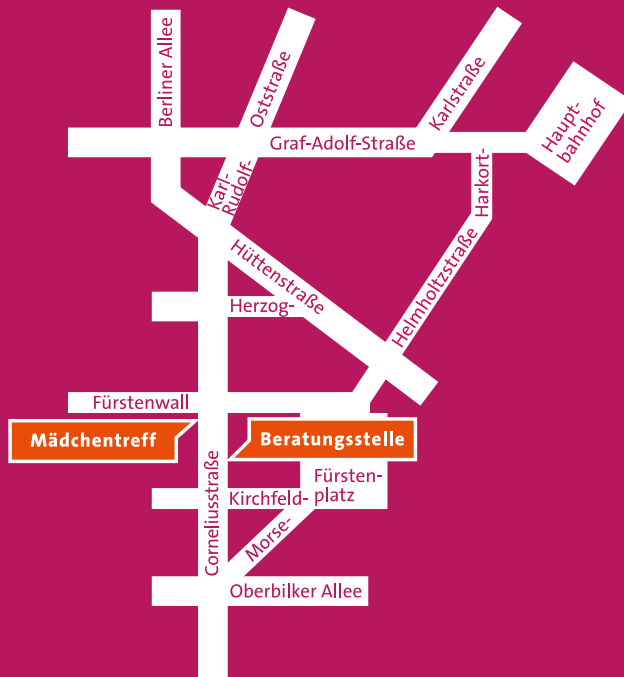 Berliner Allee
Oststraße
Karlstraße
Haupt-
bahnhof
Graf-Adolf-Straße
Karl-
Rudolf-
Harkort-
Hüttenstraße
Helmholtzstraße
Herzog-
Fürstenwall
Mädchentreff
Beratungsstelle
Corneliusstraße
Fürsten-
platz
Kirchfeld-
Morse-
Oberbilker Allee